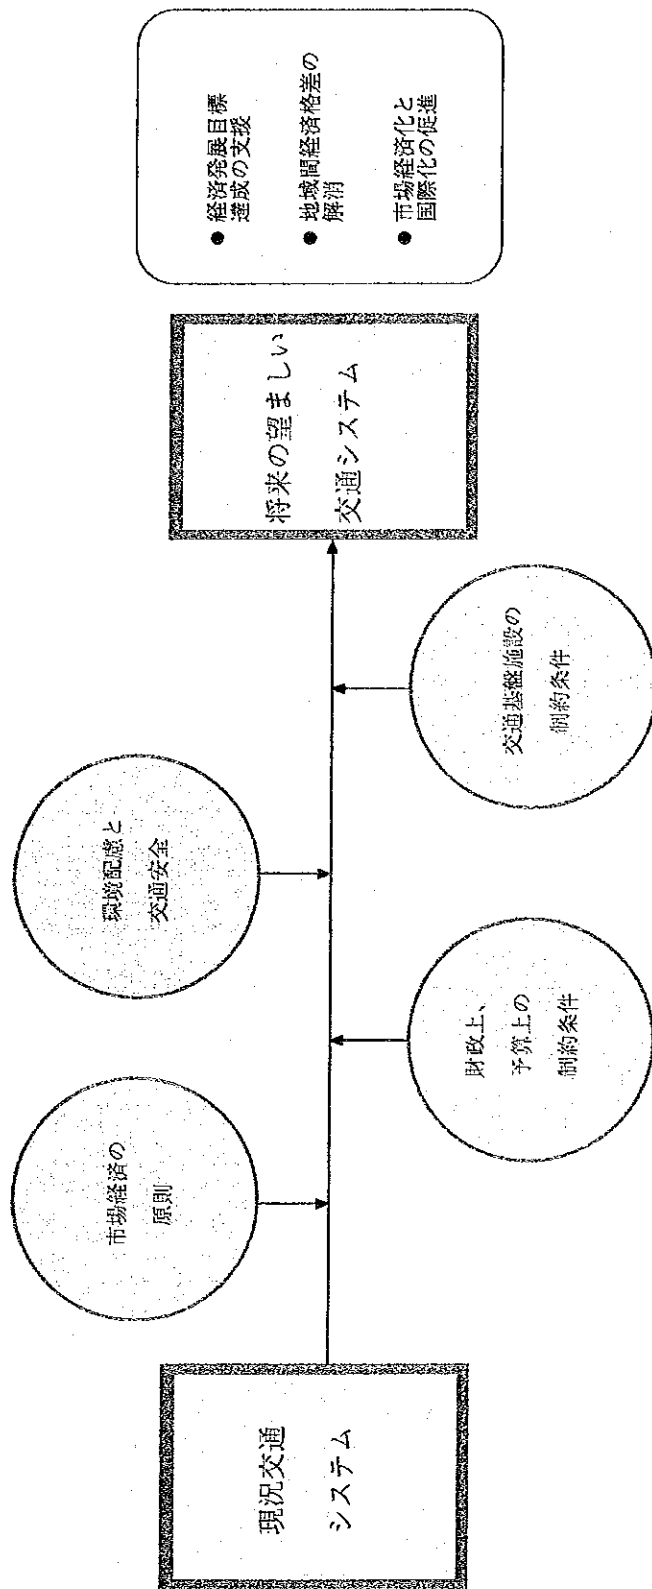 現況交通
システム
市場経済の
原則
環境配慮と
交通安全
財政上、
予算上の
制約条件
交通基盤施設の
制約条件
将来の望ましい
交通システム
● 経済発展目標
達成の支援
● 地域間経済格差の
解消
● 市場経済化と
国際化の促進